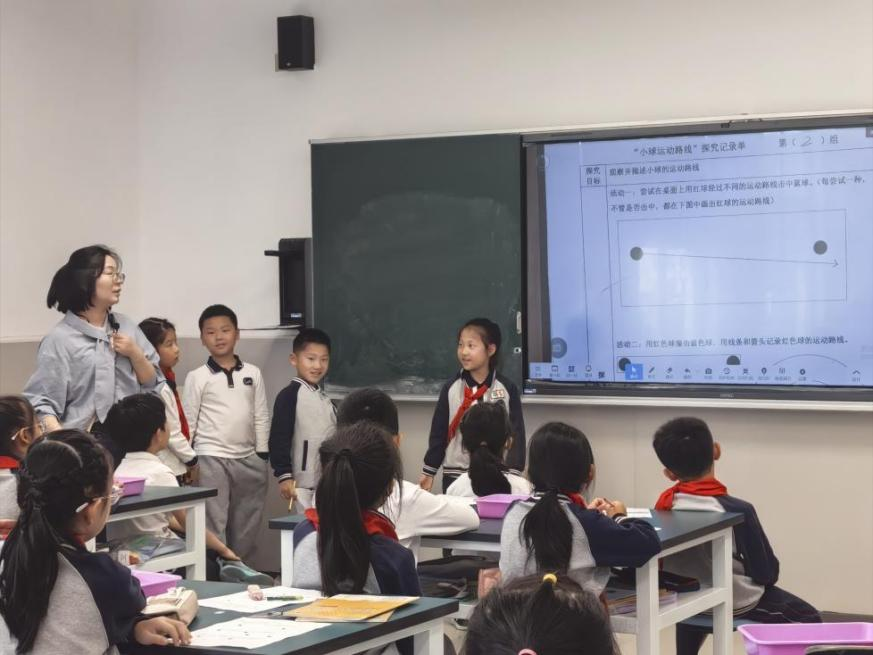 "小球运动路线"探究记录单 第（2）组
探究目标
观察并描述小球的运动路线
活动一：尝试在桌面上用红球经过不同的运动路线击中蓝球。（每尝试一种，
不管是否击中，都在下图中画出红球的运动路线）
活动二：用红色球撞击蓝色球，用线条和箭头记录红色球的运动路线。